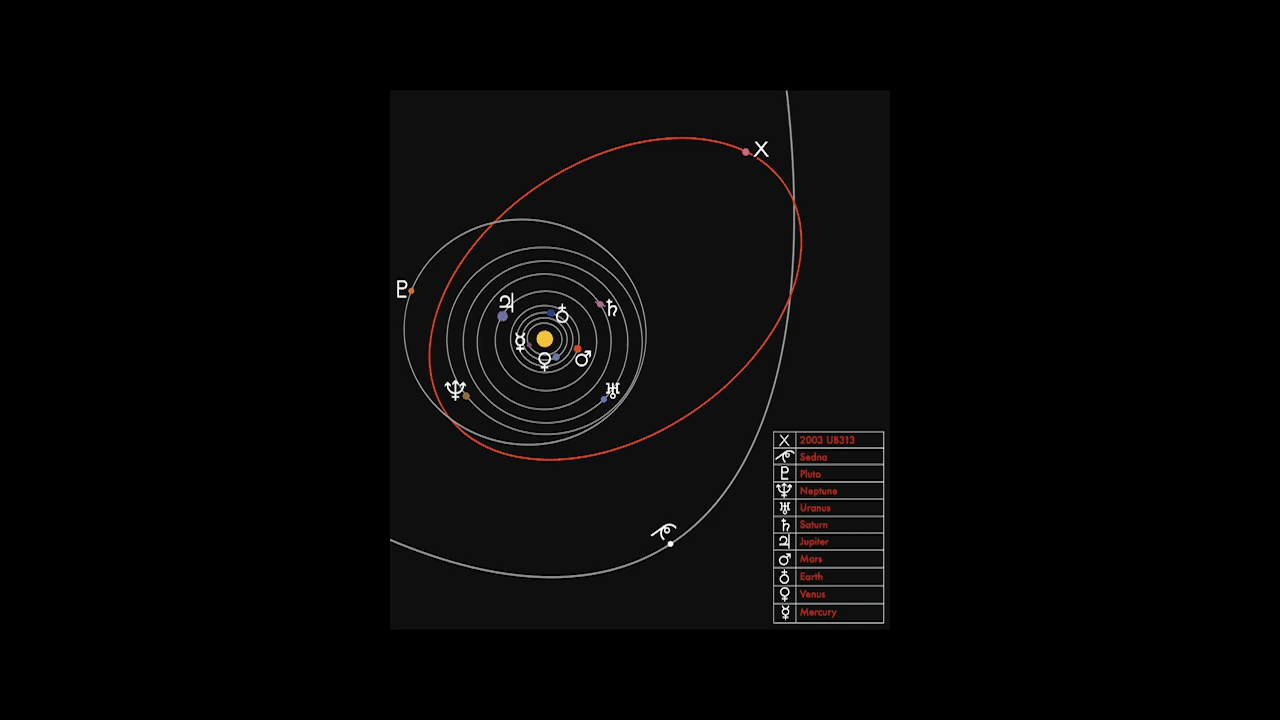 X
X 2003 UB313
Sedna
♇ Pluto
♆ Neptune
♅ Uranus
♄ Saturn
♃ Jupiter
♂ Mars
♁ Earth
♀ Venus
☿ Mercury